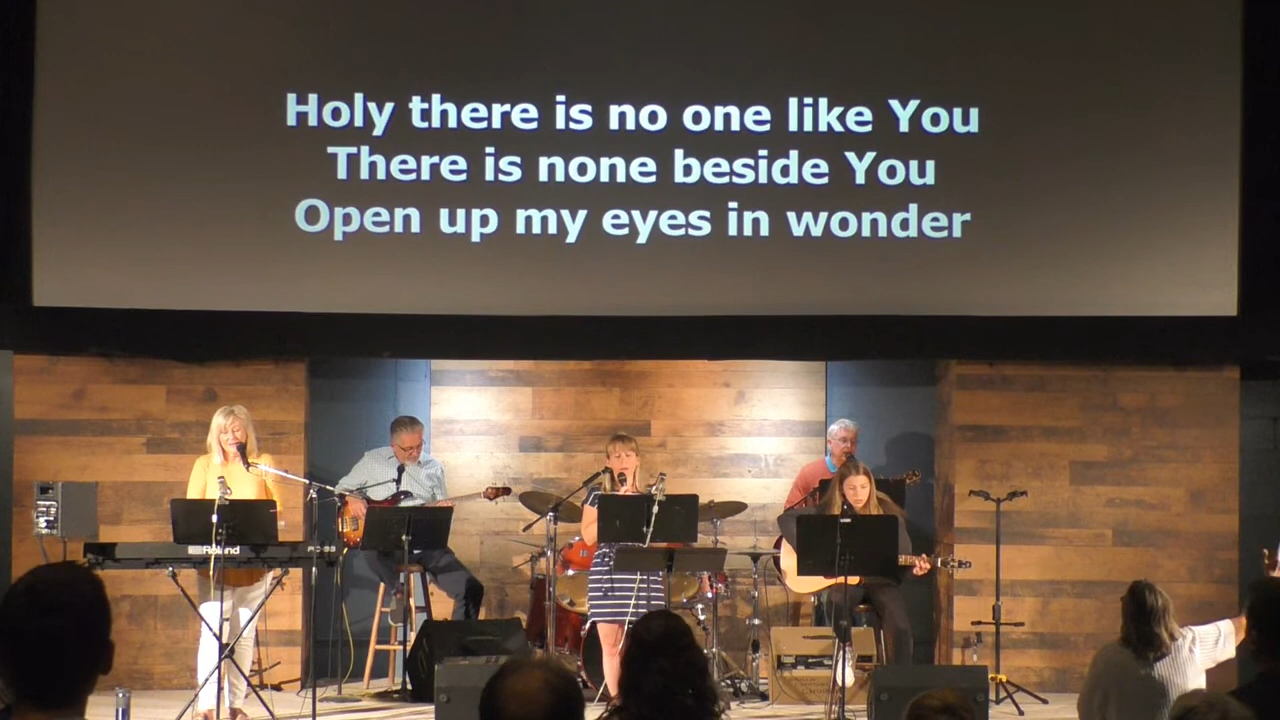 Holy there is no one like You
There is none beside You
Open up my eyes in wonder
Roland